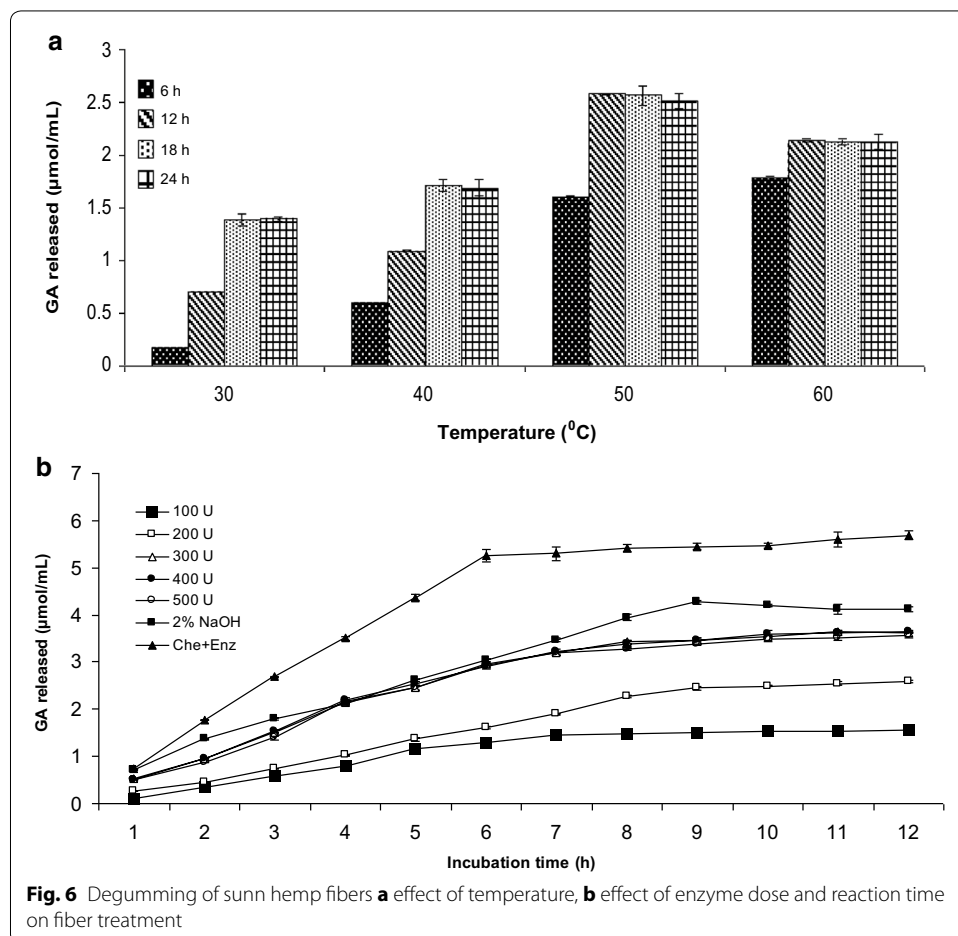 a
GA released (µmol/mL)
3
2.5
2
1.5
1
0.5
0
6 h
12 h
18 h
24 h
30 40 50 60
Temperature (⁰C)
b
GA released (µmol/mL)
7
6
5
4
3
2
1
0
100 U
200 U
300 U
400 U
500 U
2% NaOH
Che+Enz
1 2 3 4 5 6 7 8 9 10 11 12
Incubation time (h)
Fig. 6 Degumming of sunn hemp fibers a effect of temperature, b effect of enzyme dose and reaction time
on fiber treatment